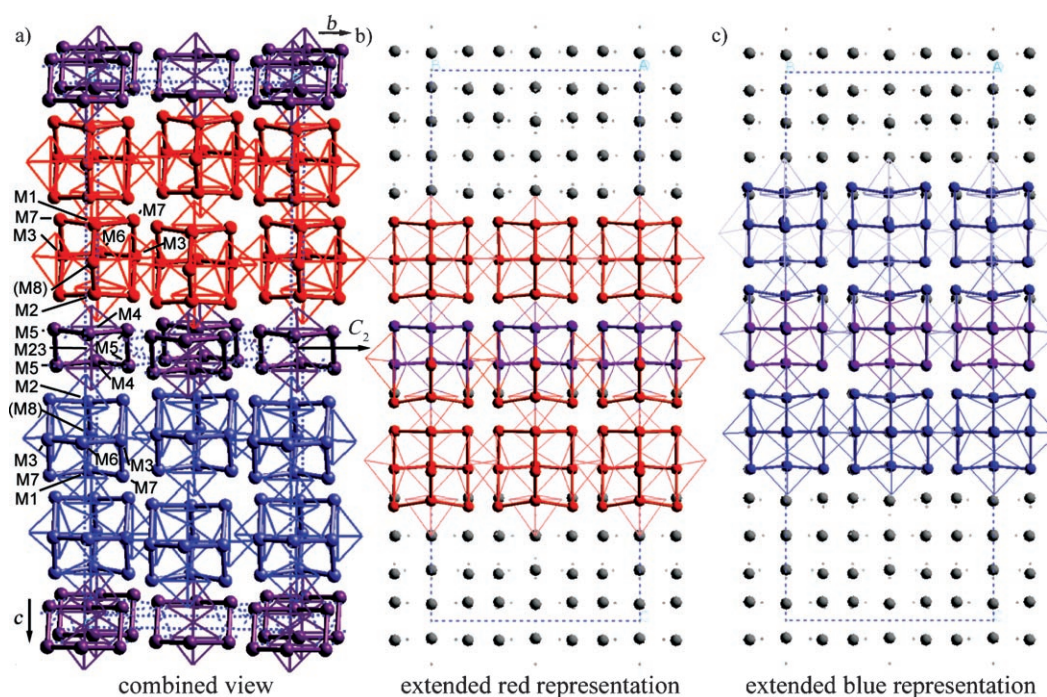 a)
b
b)
c)
M1
M7
M7
M6
M3
M3
(M8)
M2
M4
M5
C2
M23
M5
M5
M4
M2
(M8)
M6
M3
M3
M7
M7
M1
c
combined view
extended red representation
extended blue representation